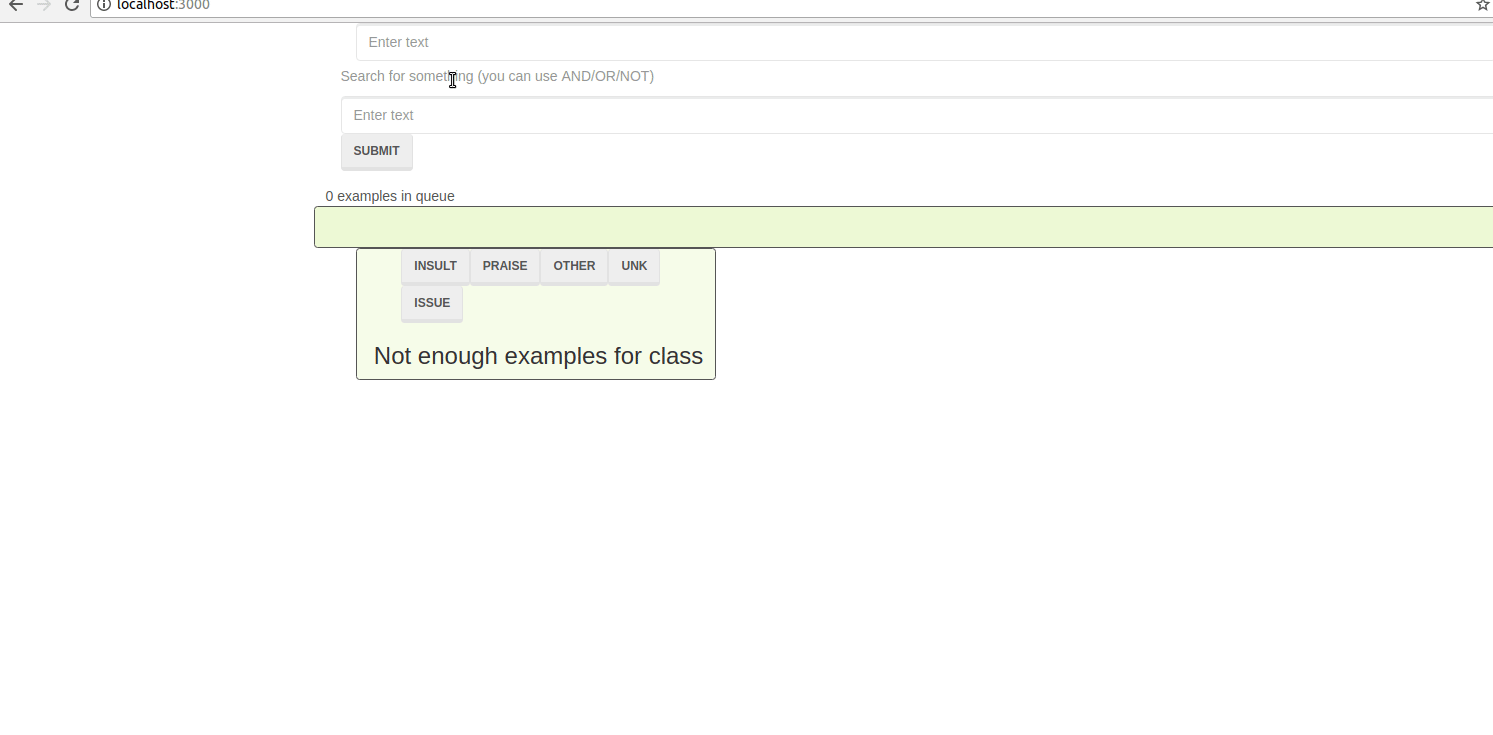 localhost:3000
Enter text
Search for something (you can use AND/OR/NOT)
Enter text
SUBMIT
0 examples in queue
INSULT PRAISE OTHER UNK
ISSUE
Not enough examples for class